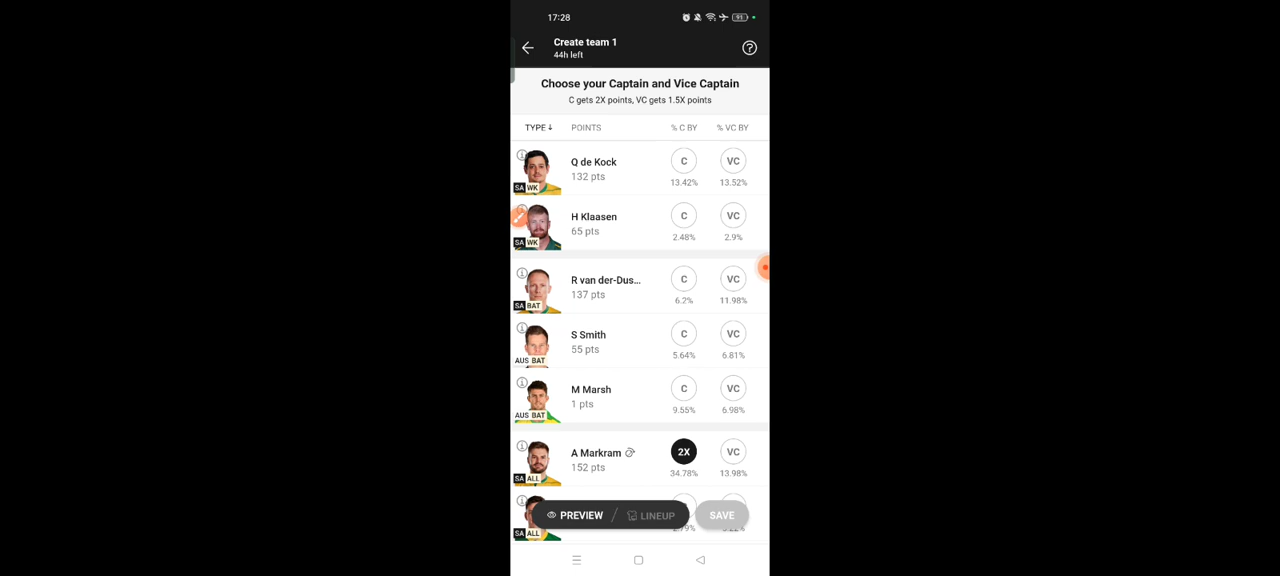 17:28
91
Create team 1
44h left
Choose your Captain and Vice Captain
C gets 2X points, VC gets 1.5X points
TYPE↓ POINTS % C BY % VC BY
Q de Kock C VC
132 pts 13.42% 13.52%
SA WK
H Klaasen C VC
65 pts 2.48% 2.9%
SA WK
R van der-Dus... C VC
137 pts 6.2% 11.98%
SA BAT
S Smith C VC
55 pts 5.64% 6.81%
AUS BAT
M Marsh C VC
1 pts 9.55% 6.98%
AUS BAT
A Markram 2X VC
152 pts 34.78% 13.98%
SA ALL
PREVIEW / LINEUP SAVE
SA ALL